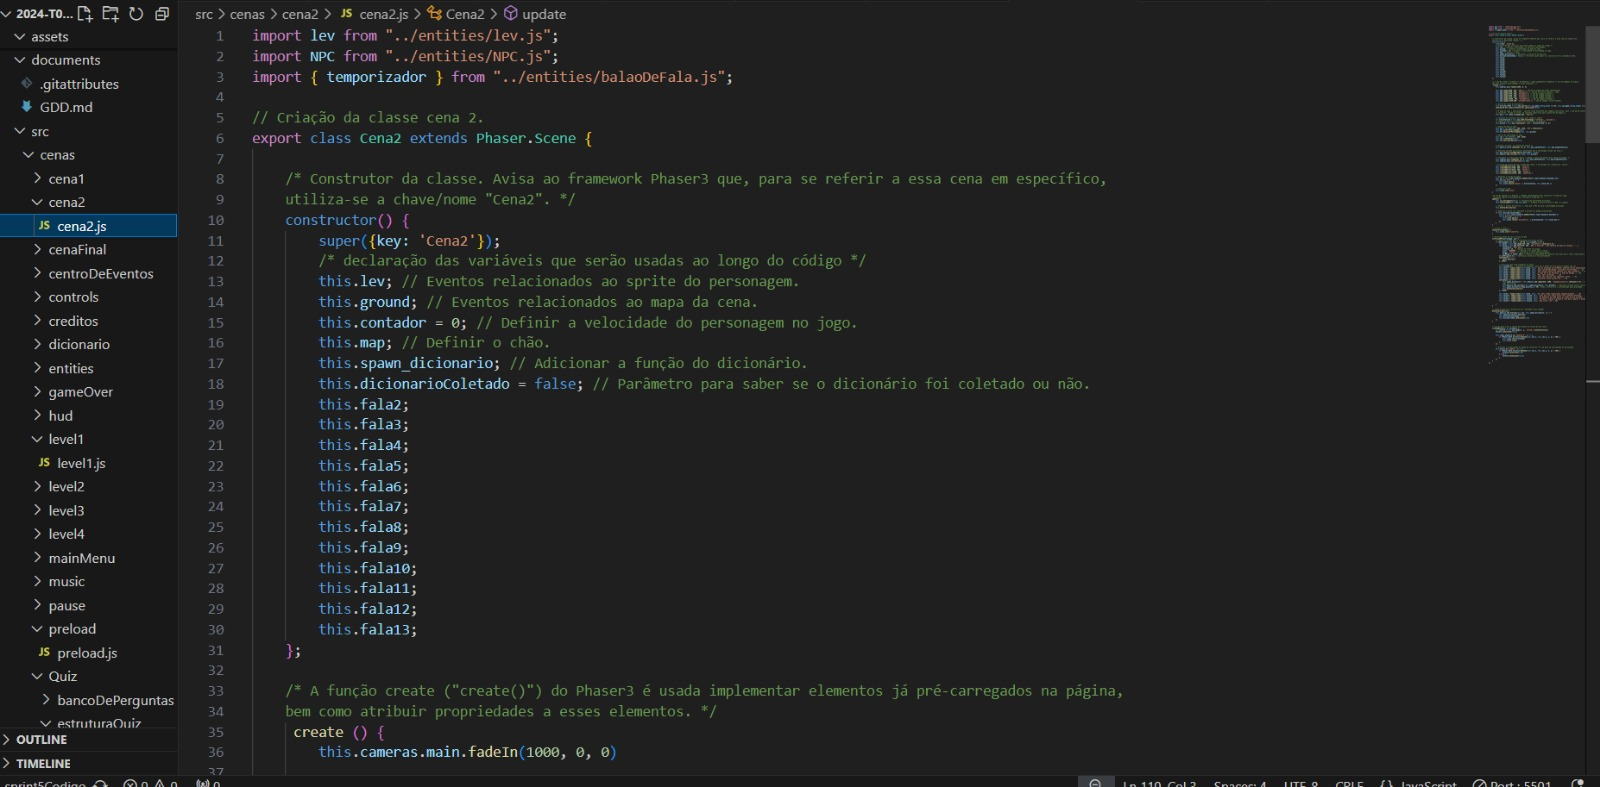 2024-T0...
assets
documents
.gitattributes
GDD.md
src
cenas
cena1
cena2
JS cena2.js
cenaFinal
centroDeEventos
controls
creditos
dicionario
entities
gameOver
hud
level1
JS level1.js
level2
level3
level4
mainMenu
music
pause
preload
JS preload.js
Quiz
bancoDePerguntas
estruturaQuiz
OUTLINE
TIMELINE
src > cenas > cena2 > JS cena2.js > Cena2 > update
1 import lev from "../entities/lev.js";
2 import NPC from "../entities/NPC.js";
3 import { temporizador } from "../entities/balaoDeFala.js";
4
5 // Criação da classe cena 2.
6 export class Cena2 extends Phaser.Scene {
7
8 /* Construtor da classe. Avisa ao framework Phaser3 que, para se referir a essa cena em específico,
9 utiliza-se a chave/nome "Cena2". */
10 constructor() {
11 super({key: 'Cena2'});
12 /* declaração das variáveis que serão usadas ao longo do código */
13 this.lev; // Eventos relacionados ao sprite do personagem.
14 this.ground; // Eventos relacionados ao mapa da cena.
15 this.contador = 0; // Definir a velocidade do personagem no jogo.
16 this.map; // Definir o chão.
17 this.spawn_dicionario; // Adicionar a função do dicionário.
18 this.dicionarioColetado = false; // Parâmetro para saber se o dicionário foi coletado ou não.
19 this.fala2;
20 this.fala3;
21 this.fala4;
22 this.fala5;
23 this.fala6;
24 this.fala7;
25 this.fala8;
26 this.fala9;
27 this.fala10;
28 this.fala11;
29 this.fala12;
30 this.fala13;
31 };
32
33 /* A função create ("create()") do Phaser3 é usada implementar elementos já pré-carregados na página,
34 bem como atribuir propriedades a esses elementos. */
35 create () {
36 this.cameras.main.fadeIn(1000, 0, 0)
37
sprint5Codigo 0 0 0 Ln 110, Col 3 Spaces: 4 UTF-8 CRLF {} JavaScript Port : 5501